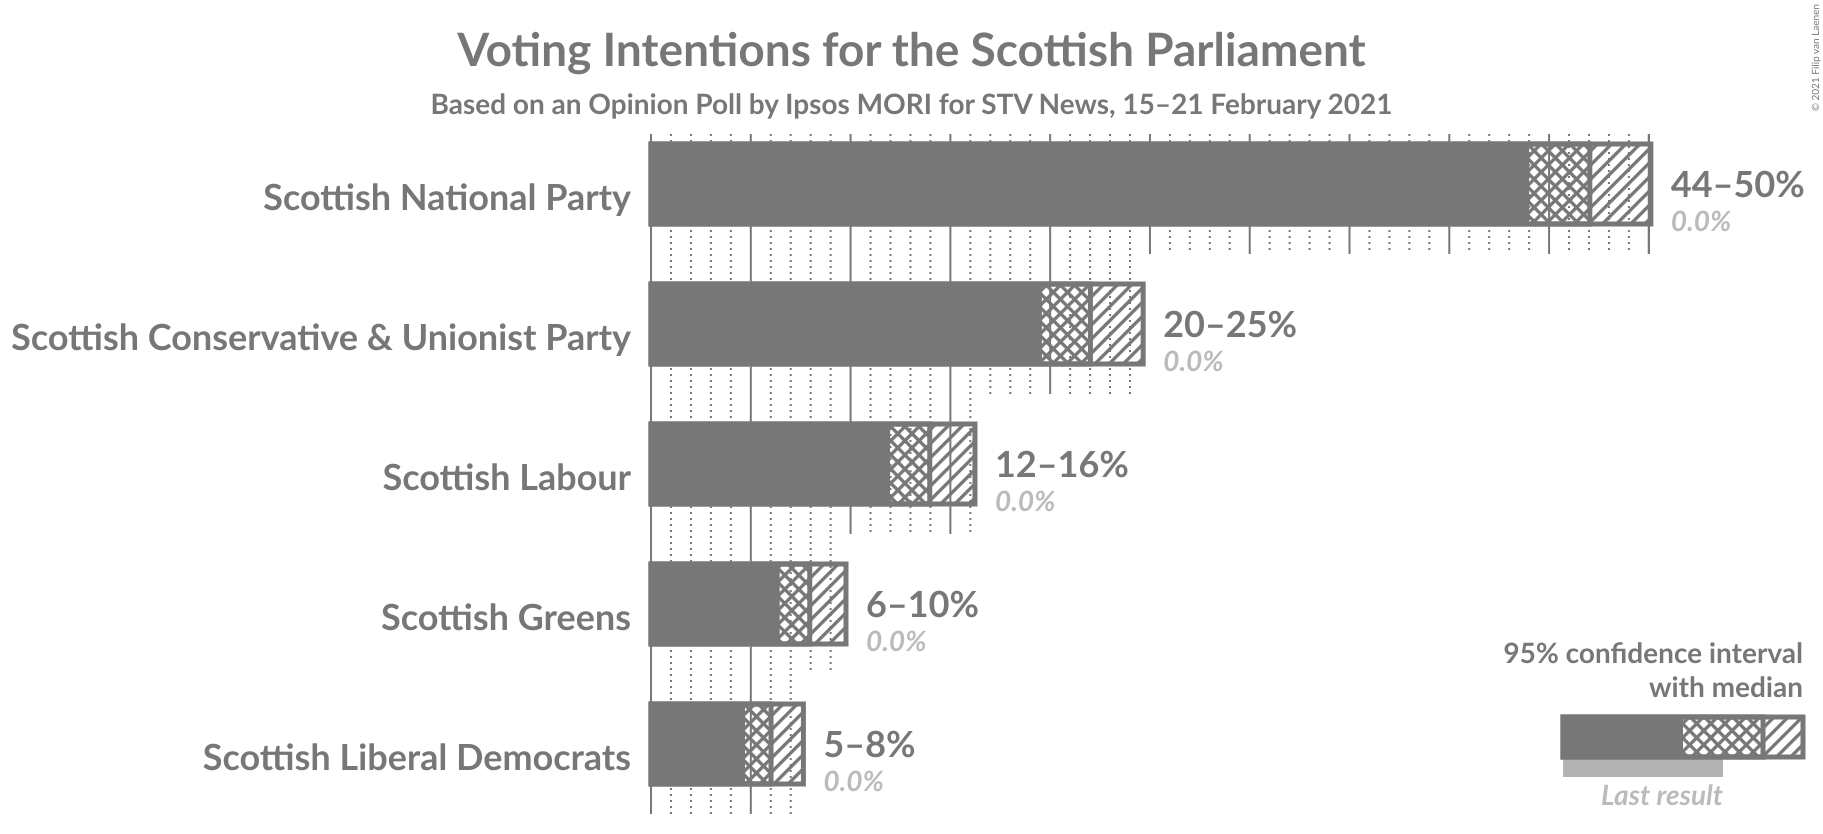 Voting Intentions for the Scottish Parliament
Based on an Opinion Poll by Ipsos MORI for STV News, 15–21 February 2021
© 2021 Filip van Laenen
Scottish National Party
44–50%
0.0%
Scottish Conservative & Unionist Party
20–25%
0.0%
Scottish Labour
12–16%
0.0%
Scottish Greens
6–10%
0.0%
Scottish Liberal Democrats
5–8%
0.0%
95% confidence interval
with median
Last result